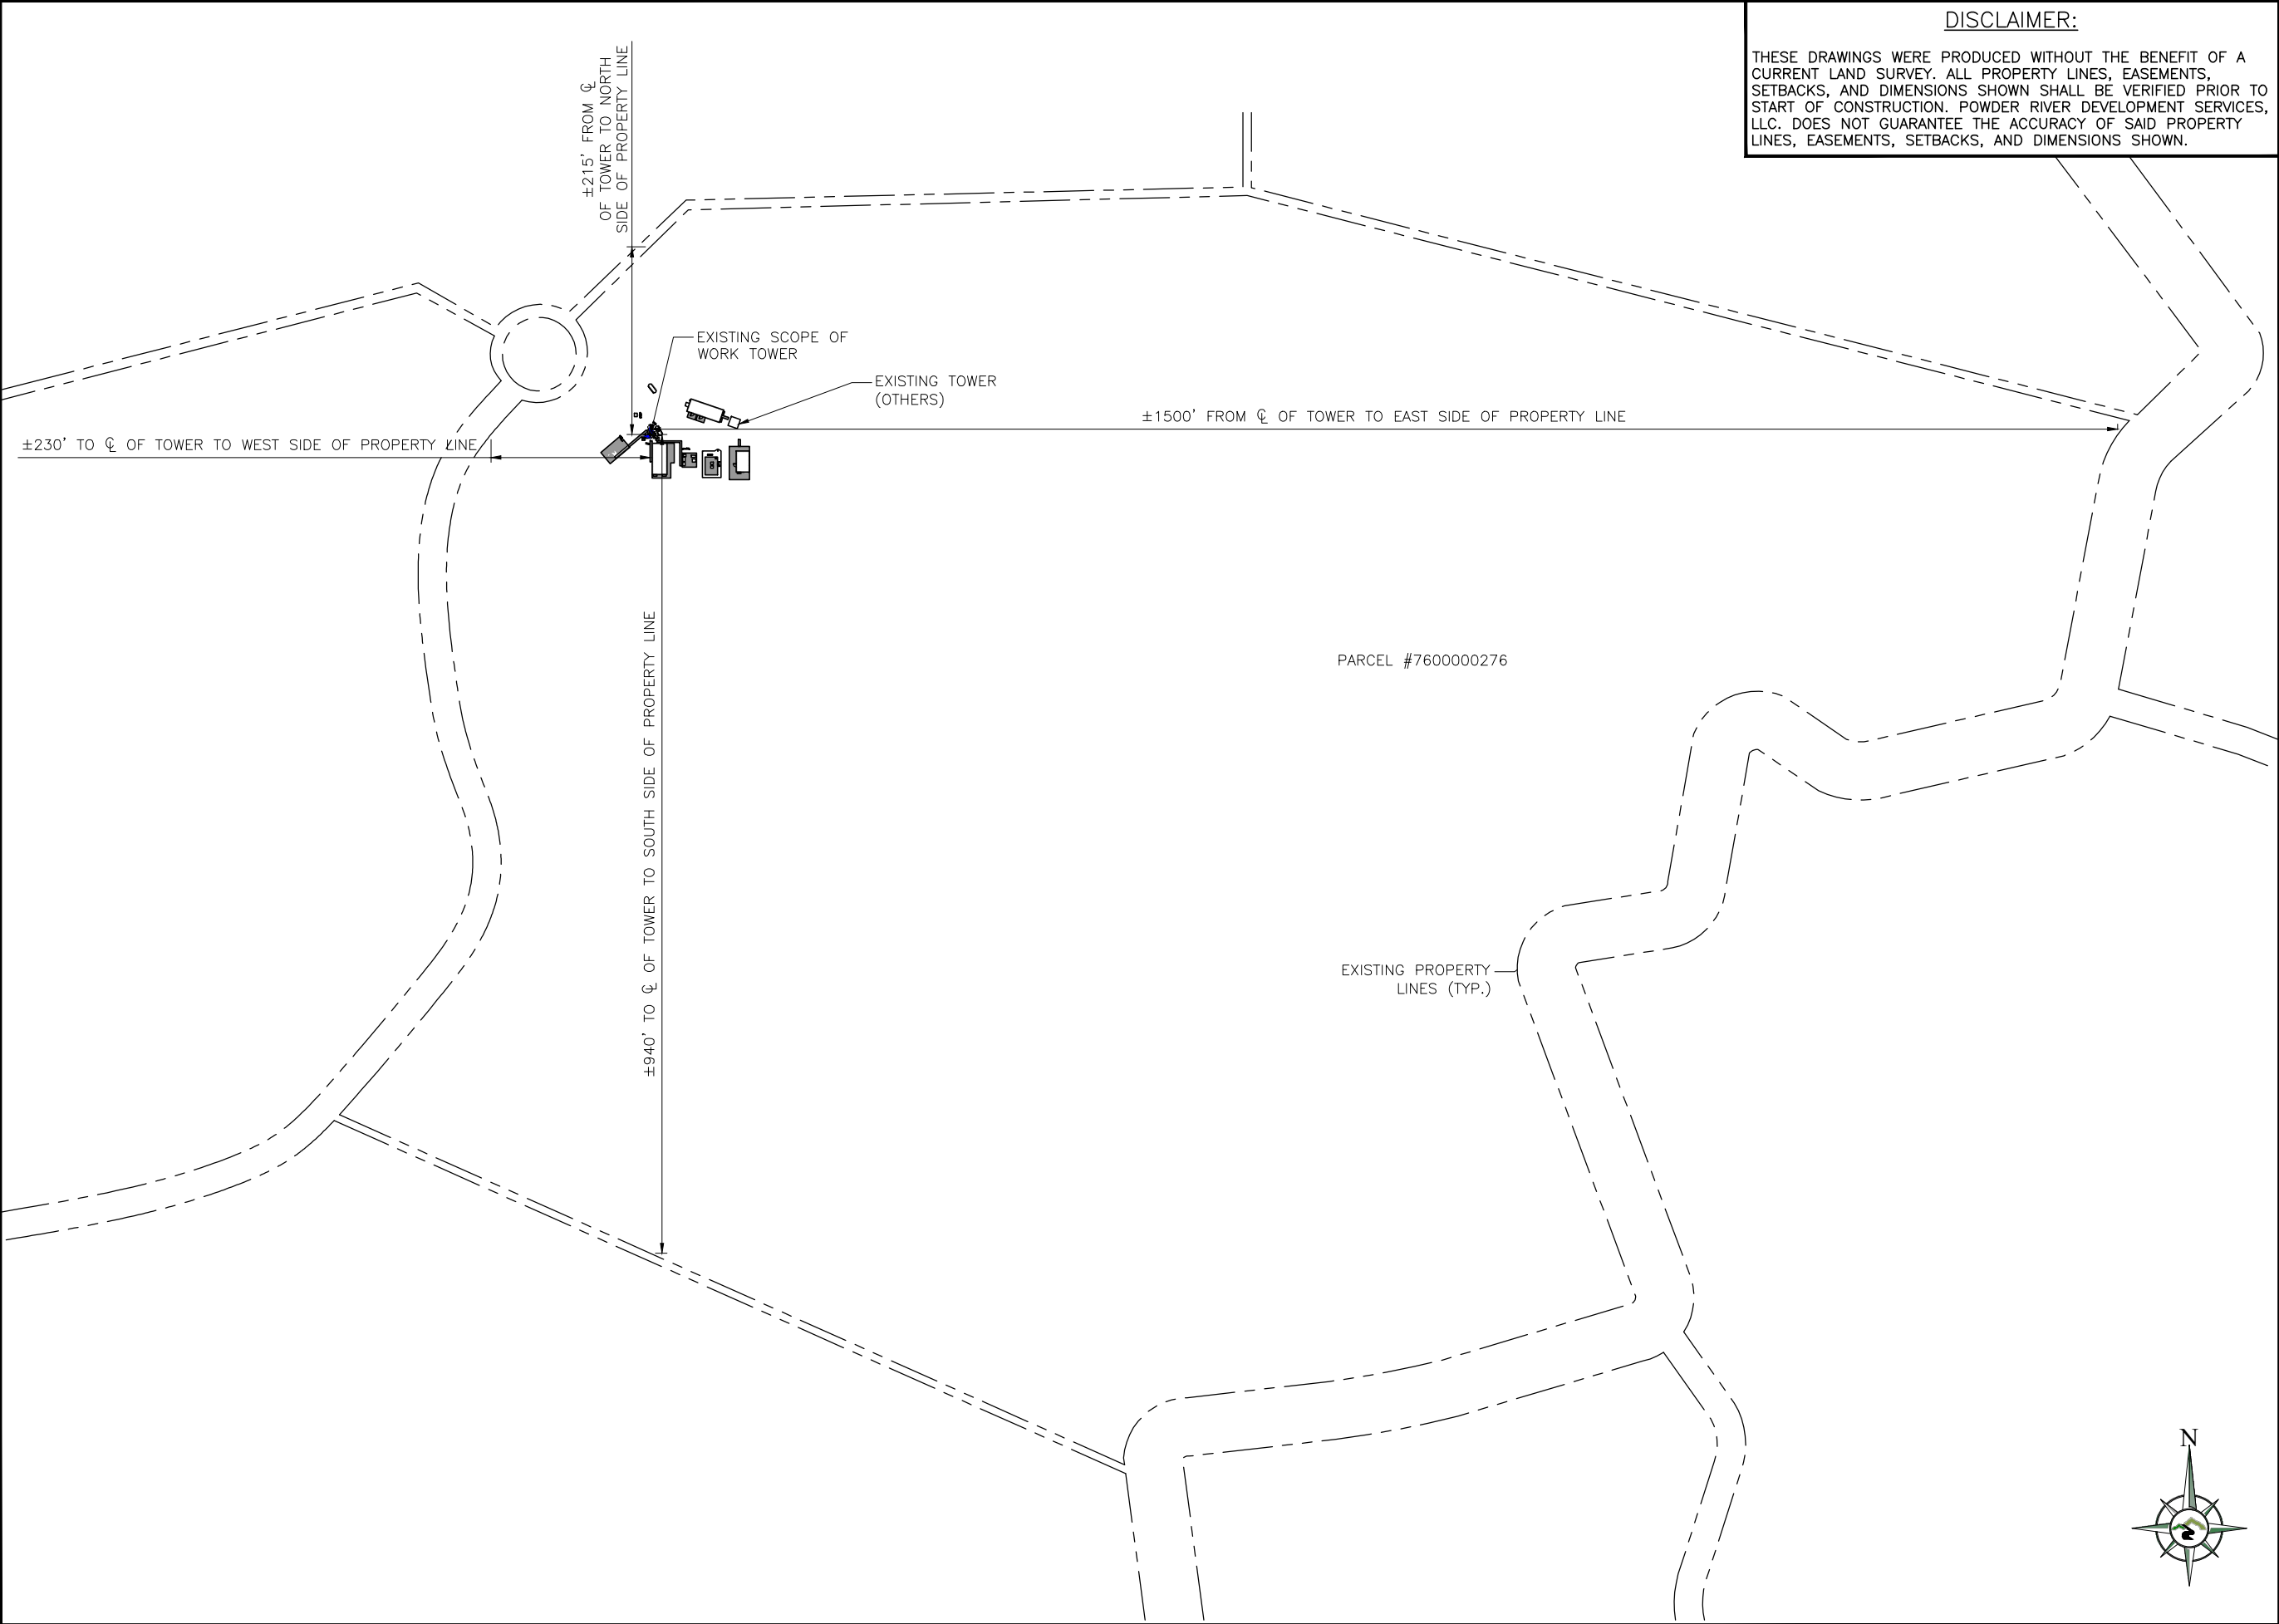 DISCLAIMER:
THESE DRAWINGS WERE PRODUCED WITHOUT THE BENEFIT OF A
CURRENT LAND SURVEY. ALL PROPERTY LINES, EASEMENTS,
SETBACKS, AND DIMENSIONS SHOWN SHALL BE VERIFIED PRIOR TO
START OF CONSTRUCTION. POWDER RIVER DEVELOPMENT SERVICES,
LLC. DOES NOT GUARANTEE THE ACCURACY OF SAID PROPERTY
LINES, EASEMENTS, SETBACKS, AND DIMENSIONS SHOWN.
±215' FROM ℄
OF TOWER TO NORTH
SIDE OF PROPERTY LINE
EXISTING SCOPE OF
WORK TOWER
EXISTING TOWER
(OTHERS)
±1500' FROM ℄ OF TOWER TO EAST SIDE OF PROPERTY LINE
±230' TO ℄ OF TOWER TO WEST SIDE OF PROPERTY LINE
±940' TO ℄ OF TOWER TO SOUTH SIDE OF PROPERTY LINE
PARCEL #7600000276
EXISTING PROPERTY
LINES (TYP.)
N